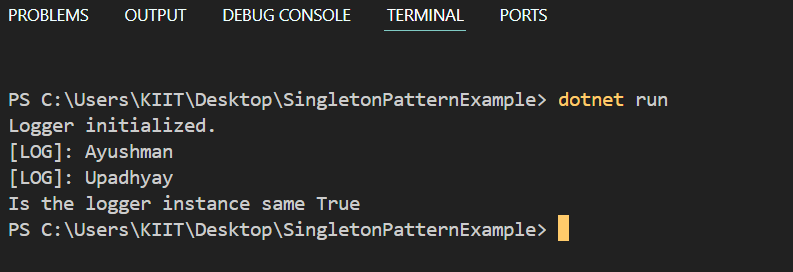 PROBLEMS OUTPUT DEBUG CONSOLE TERMINAL PORTS
PS C:\Users\KIIT\Desktop\SingletonPatternExample> dotnet run
Logger initialized.
[LOG]: Ayushman
[LOG]: Upadhyay
Is the logger instance same True
PS C:\Users\KIIT\Desktop\SingletonPatternExample>